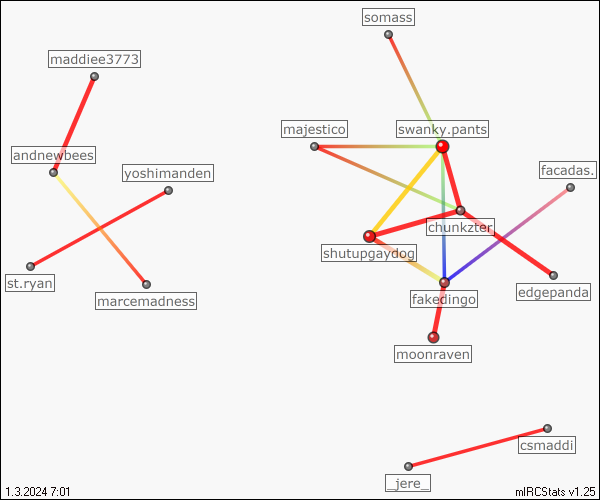 somass
maddiee3773
majestico
swanky.pants
andnewbees
yoshimanden
facadas.
chunkzter
shutupgaydog
st.ryan
marcemadness
fakedingo
edgepanda
moonraven
csmaddi
_jere_
1.3.2024 7:01
mIRCStats v1.25